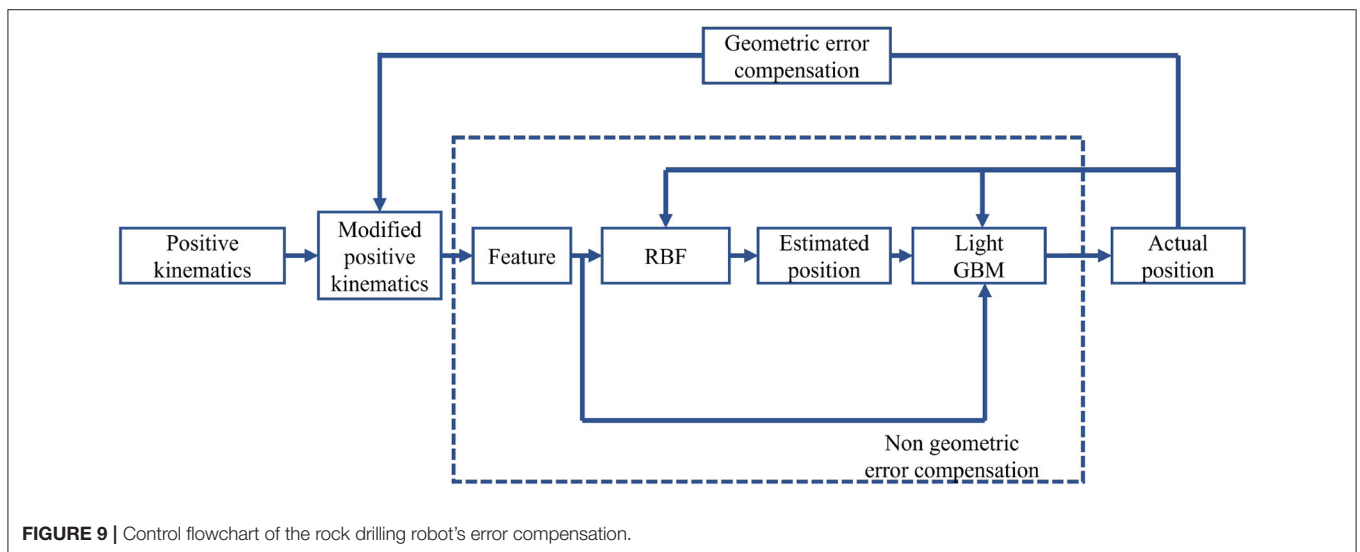 Geometric error
compensation
Positive
kinematics
Modified
positive
kinematics
Feature
RBF
Estimated
position
Light
GBM
Actual
position
Non geometric
error compensation
FIGURE 9 | Control flowchart of the rock drilling robot's error compensation.